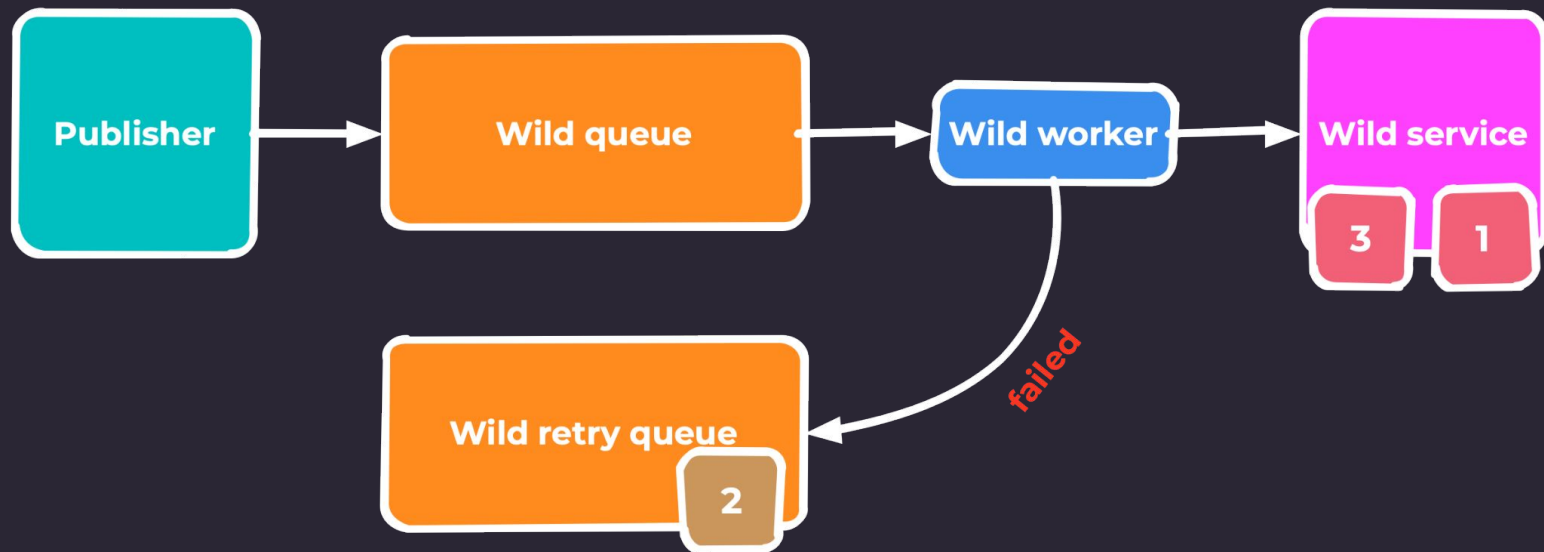 Publisher
Wild queue
Wild worker
Wild service
3
1
failed
Wild retry queue
2